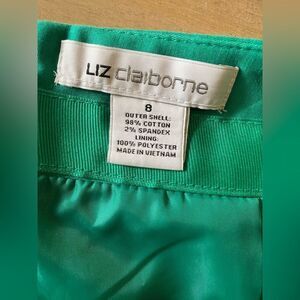 LIZ claiborne
8
OUTER SHELL:
98% COTTON
2% SPANDEX
LINING:
100% POLYESTER
MADE IN VIETNAM